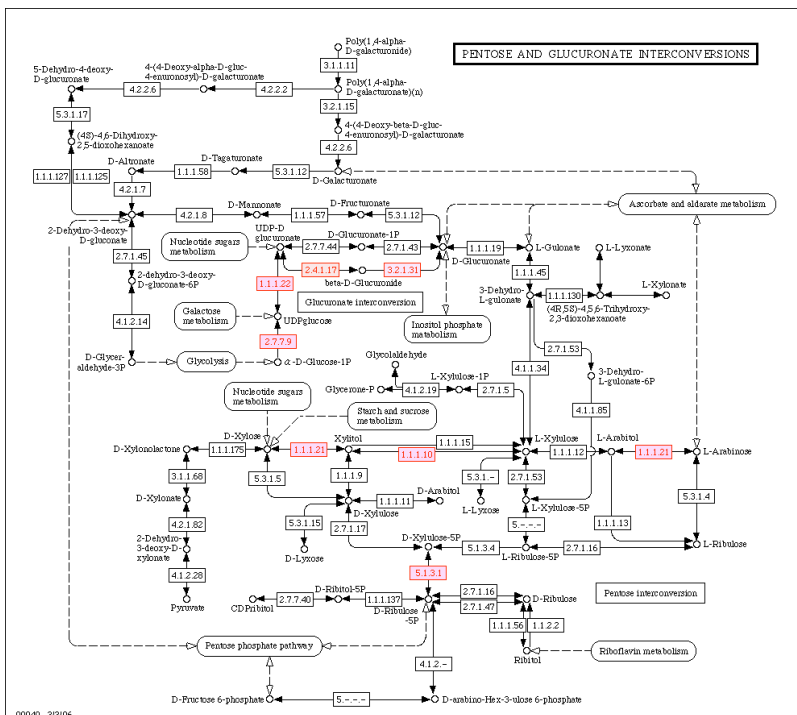 PENTOSE AND GLUCURONATE INTERCONVERSIONS
Poly(1,4-alpha-
D-galacturonide)
3.1.1.11
5-Dehydro-4-deoxy-
D-glucuronate
4-(4-Deoxy-alpha-D-gluc-
4-enuronosyl)-D-galacturonate
4.2.2.6
4.2.2.2
Poly(1,4-alpha-
D-galacturonate)(n)
3.2.1.15
5.3.1.17
4-(4-Deoxy-beta-D-gluc-
4-enuronosyl)-D-galacturonate
(4S)-4,6-Dihydroxy-
2,5-dioxohexanoate
4.2.2.6
D-Altronate
D-Tagaturonate
1.1.1.58
5.3.1.12
D-Galacturonate
1.1.1.127
1.1.1.125
4.2.1.7
Ascorbate and aldarate metabolism
D-Mannonate
D-Fructuronate
4.2.1.8
1.1.1.57
5.3.1.12
2-Dehydro-3-deoxy-
D-gluconate
UDP-D
glucuronate
D-Glucuronate-1P
Nucleotide sugars
metabolism
2.7.7.44
2.7.1.43
D-Glucuronate
1.1.1.19
L-Gulonate
L-Lyxonate
2.7.1.45
2.4.1.17
3.2.1.31
1.1.1.45
beta-D-Glucuronide
2-dehydro-3-deoxy-
D-gluconate-6P
1.1.1.22
3-Dehydro-
L-gulonate
1.1.1.130
L-Xylonate
Glucuronate interconversion
(4R,5S)-4,5,6-Trihydroxy-
2,3-dioxohexanoate
Galactose
metabolism
UDPglucose
Inositol phosphate
metabolism
4.1.2.14
2.7.7.9
2.7.1.53
D-Glycer-
aldehyde-3P
Glycolysis
α-D-Glucose-1P
Glycolaldehyde
4.1.1.34
L-Xylulose-1P
3-Dehydro-
L-gulonate-6P
Glycerone-P
4.1.2.19
2.7.1.5
Nucleotide sugars
metabolism
Starch and sucrose
metabolism
4.1.1.85
D-Xylonolactone
D-Xylose
Xylitol
1.1.1.15
L-Xylulose
L-Arabitol
1.1.1.175
1.1.1.21
1.1.1.10
1.1.1.12
1.1.1.21
L-Arabinose
3.1.1.68
5.3.1.5
1.1.1.9
5.3.1.-
2.7.1.53
D-Xylonate
D-Arabitol
1.1.1.11
D-Xylulose
L-Lyxose
L-Xylulose-5P
5.3.1.4
4.2.1.82
5.3.1.15
2.7.1.17
5.-.-.-
1.1.1.13
2-Dehydro-
3-deoxy-D-
xylonate
D-Lyxose
D-Xylulose-5P
5.1.3.4
L-Ribulose-5P
2.7.1.16
L-Ribulose
4.1.2.28
5.1.3.1
Pyruvate
D-Ribitol-5P
2.7.1.16
Pentose interconversion
CDPribitol
2.7.7.40
1.1.1.137
D-Ribulose
-5P
2.7.1.47
D-Ribulose
1.1.1.56
1.1.2.2
Pentose phosphate pathway
Ribitol
Riboflavin metabolism
4.1.2.-
D-Fructose 6-phosphate
5.-.-.-
D-arabino-Hex-3-ulose 6-phosphate
00040 3/3/06